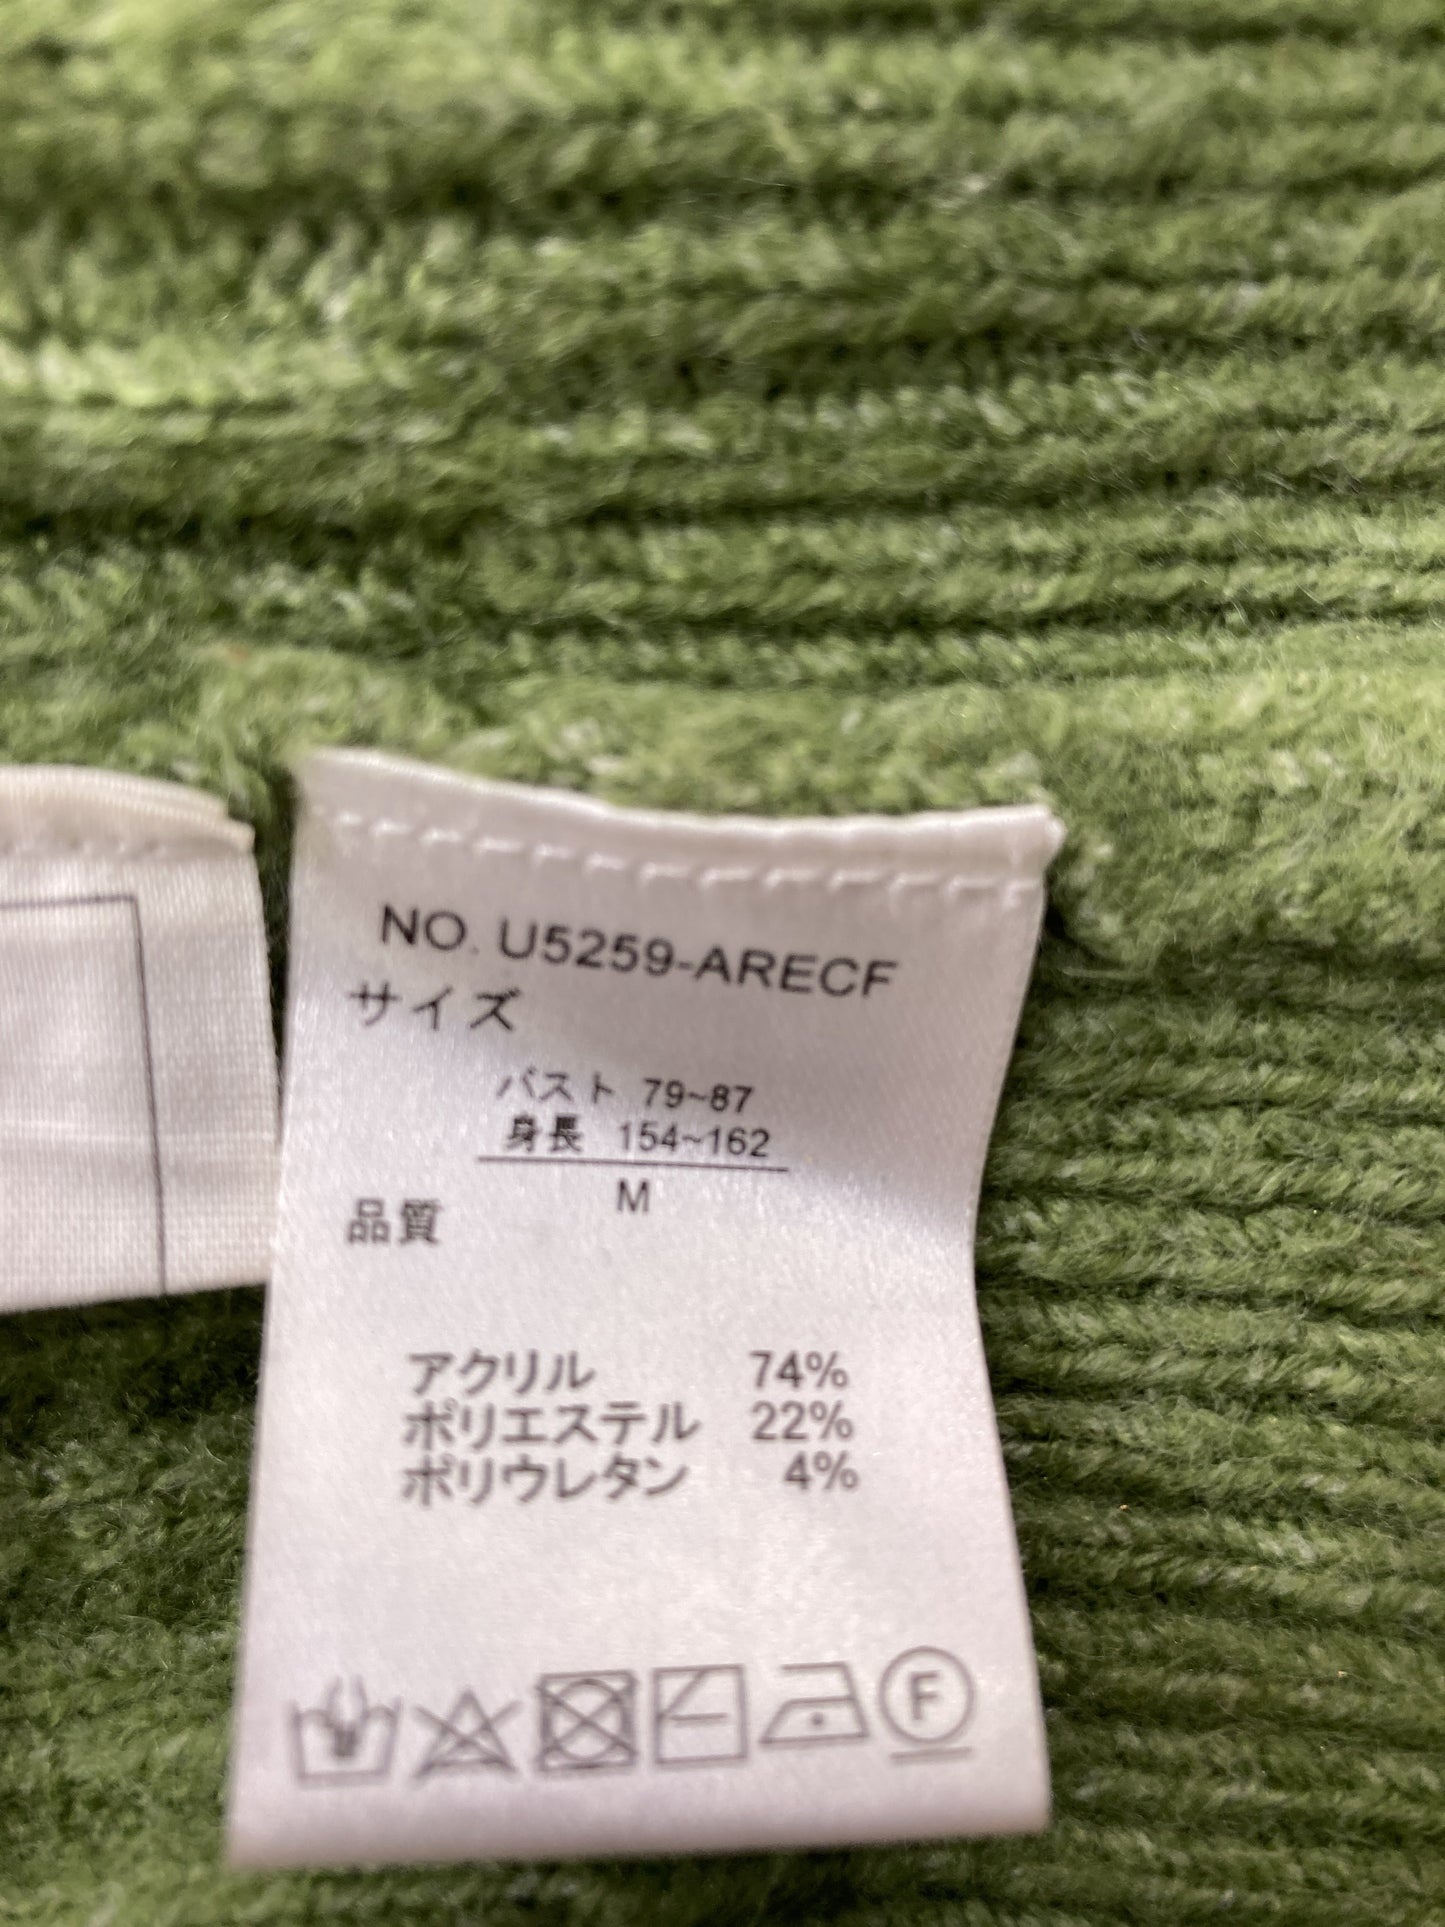 NO. U5259-ARECF
サイズ
バスト 79~87
身長 154~162
M
品質
アクリル 74%
ポリエステル 22%
ポリウレタン 4%
F